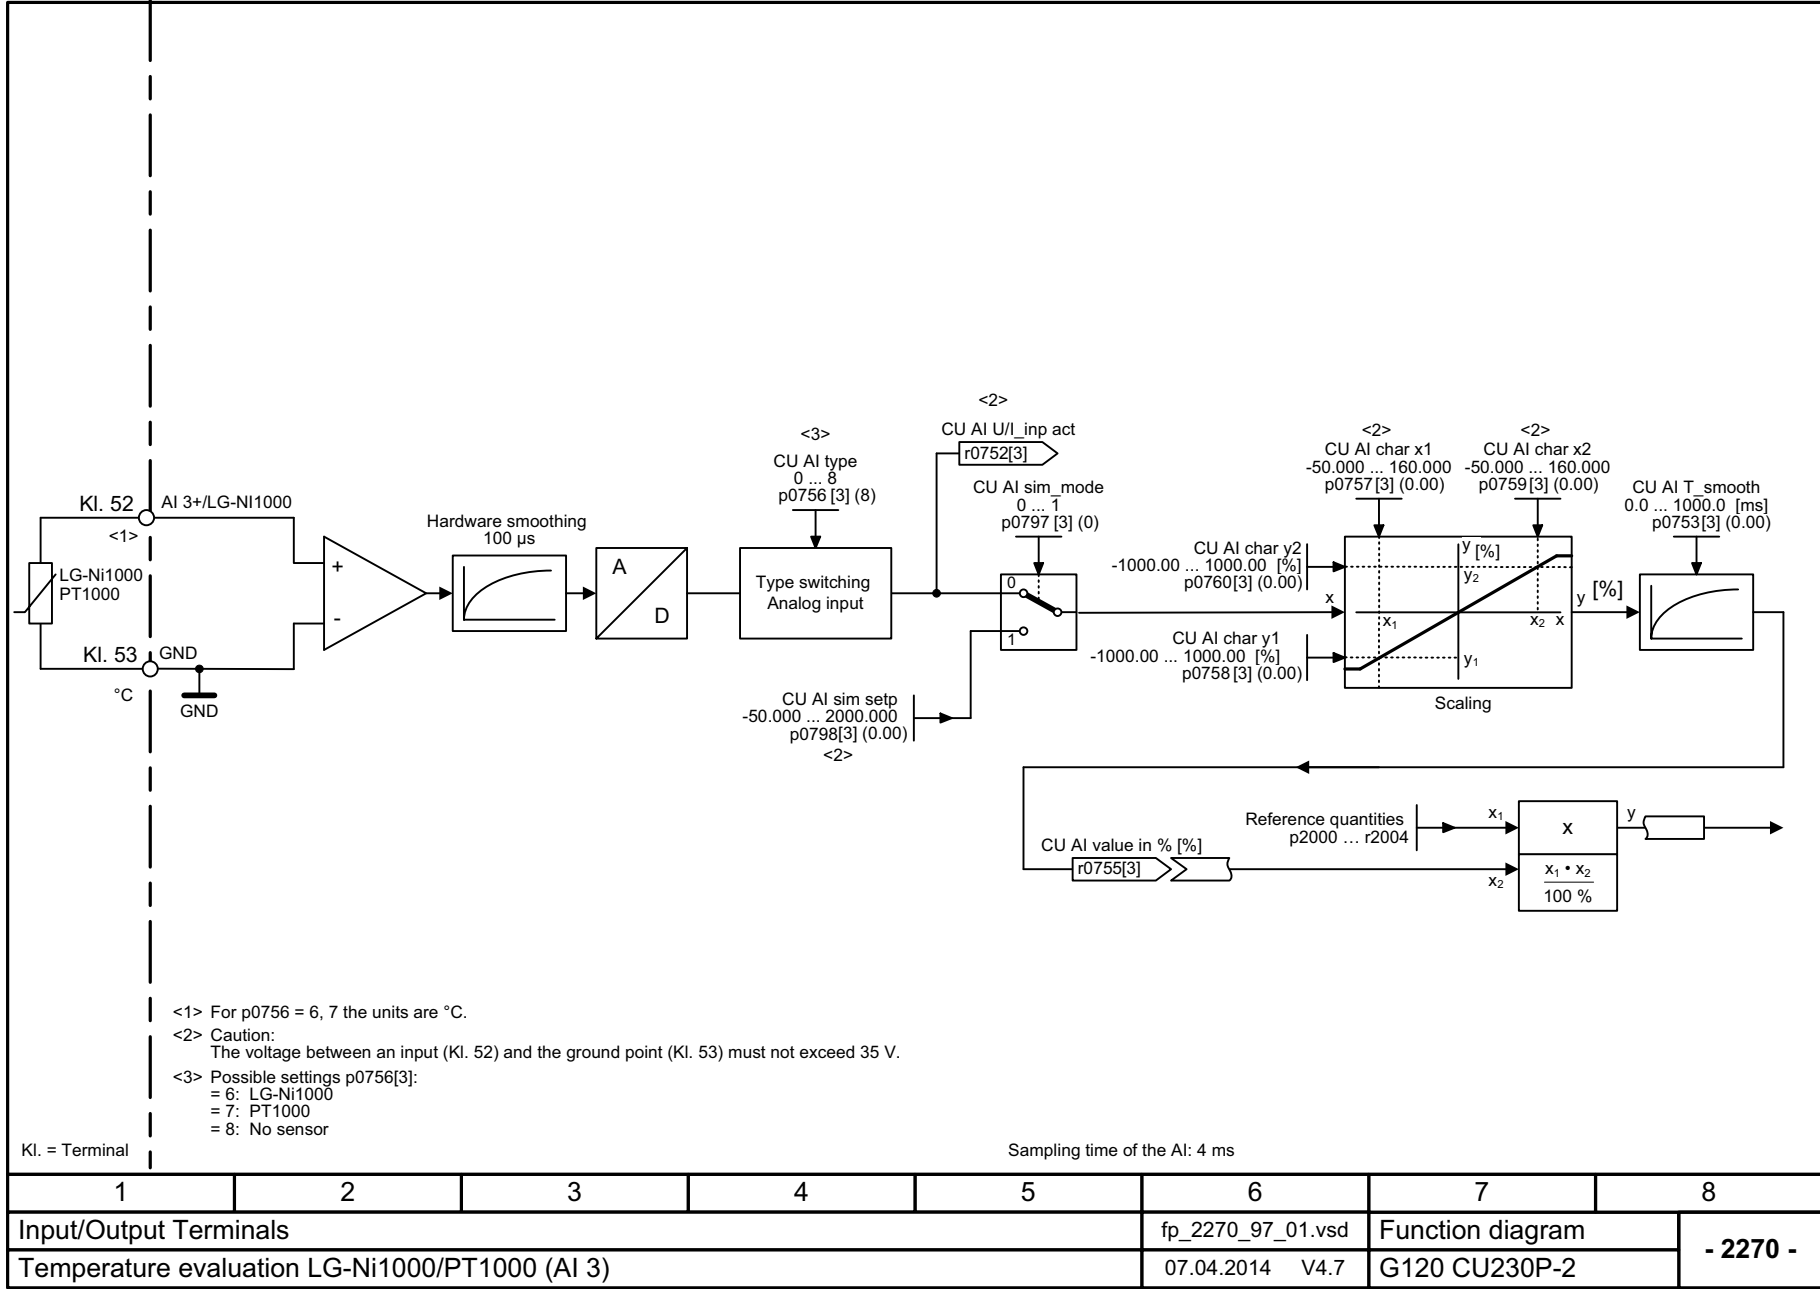 <2>
CU AI U/I_inp act
r0752[3]
<3>
CU AI type
0 ... 8
p0756 [3] (8)
CU AI sim_mode
0 ... 1
p0797 [3] (0)
<2>
CU AI char x1
-50.000 ... 160.000
p0757[3] (0.00)
<2>
CU AI char x2
-50.000 ... 160.000
p0759[3] (0.00)
CU AI T_smooth
0.0 ... 1000.0 [ms]
p0753[3] (0.00)
Kl. 52
AI 3+/LG-NI1000
<1>
LG-Ni1000
PT1000
Kl. 53
GND
°C
GND
+
-
Hardware smoothing
100 µs
A
D
Type switching
Analog input
0
1
CU AI char y2
-1000.00 ... 1000.00 [%]
p0760[3] (0.00)
x
CU AI char y1
-1000.00 ... 1000.00 [%]
p0758[3] (0.00)
y [%]
y2
x1
x2
x
y1
Scaling
y [%]
CU AI sim setp
-50.000 ... 2000.000
p0798[3] (0.00)
<2>
Reference quantities
p2000 ... r2004
x1
x
y
CU AI value in % [%]
r0755[3]
x2
x1 • x2
100 %
<1> For p0756 = 6, 7 the units are °C.
<2> Caution:
The voltage between an input (Kl. 52) and the ground point (Kl. 53) must not exceed 35 V.
<3> Possible settings p0756[3]:
= 6: LG-Ni1000
= 7: PT1000
= 8: No sensor
Kl. = Terminal
Sampling time of the AI: 4 ms
1 2 3 4 5 6 7 8
Input/Output Terminals
fp_2270_97_01.vsd
Function diagram
- 2270 -
Temperature evaluation LG-Ni1000/PT1000 (AI 3)
07.04.2014 V4.7
G120 CU230P-2